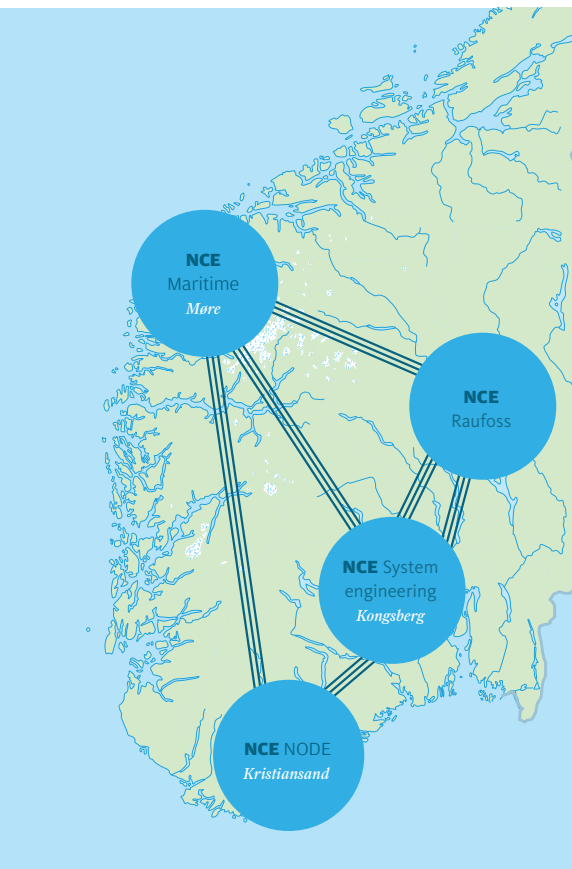 NCE
Maritime
Møre
NCE
Raufoss
NCE System
engineering
Kongsberg
NCE NODE
Kristiansand